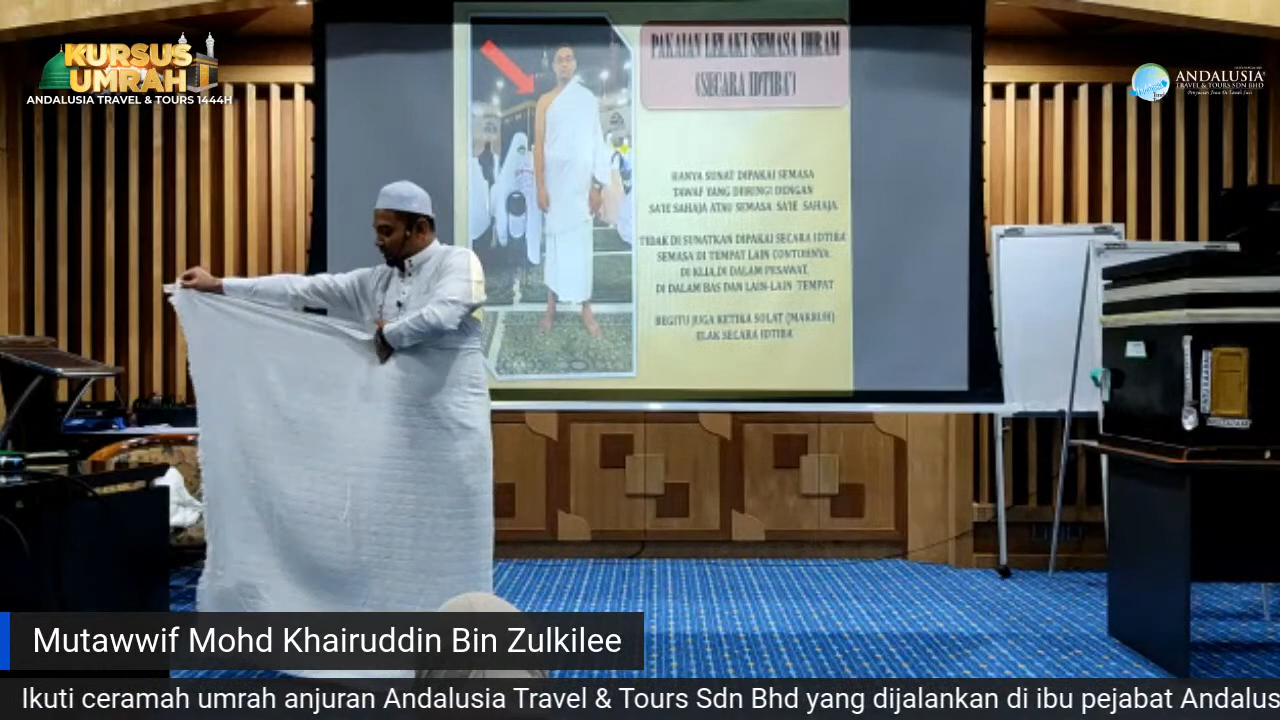 KURSUS
UMRAH
ANDALUSIA TRAVEL & TOURS 1444H
ANDALUSIA
TRAVEL & TOURS SDN BHD
PAKAIAN LELAKI SEMASA IHRAM
(SECARA IDTIBA')
HANYA SUNAT DIPAKAI SEMASA
TAWAF YANG DIIRINGI DENGAN
SA'IE SAHAJA ATAU SEMASA SA'IE SAHAJA.
TIDAK DI SUNATKAN DIPAKAI SECARA IDTIBA
SEMASA DI TEMPAT LAIN CONTOHNYA
DI KLIA,DI DALAM PESAWAT,
DI DALAM BAS DAN LAIN-LAIN TEMPAT
BEGITU JUGA KETIKA SOLAT (MAKRUH)
ELAK SECARA IDTIBA
Mutawwif Mohd Khairuddin Bin Zulkilee
Ikuti ceramah umrah anjuran Andalusia Travel & Tours Sdn Bhd yang dijalankan di ibu pejabat Andalus